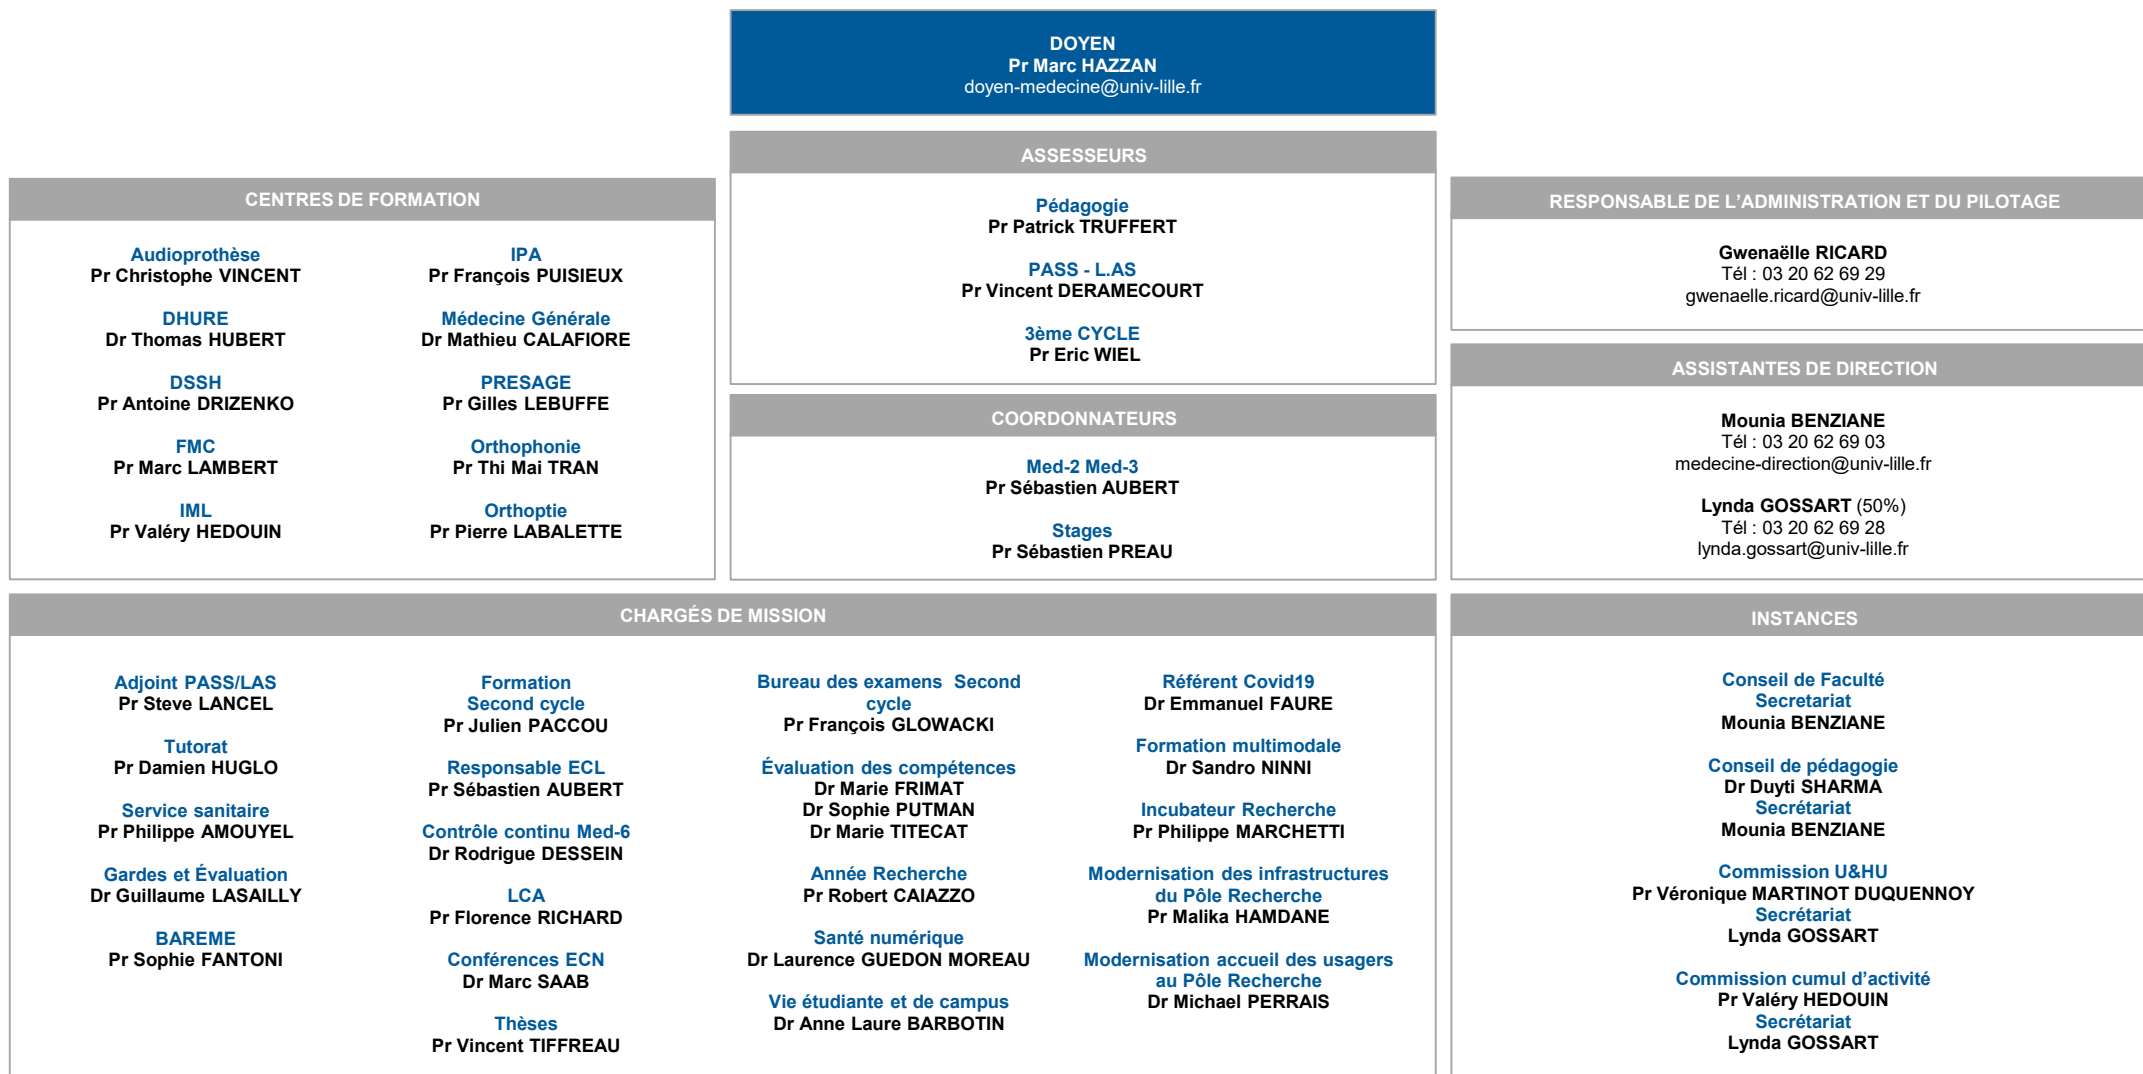 DOYEN
Pr Marc HAZZAN
doyen-medecine@univ-lille.fr
ASSESSEURS
Pédagogie
Pr Patrick TRUFFERT
PASS - L.AS
Pr Vincent DERAMECOURT
3ème CYCLE
Pr Eric WIEL
CENTRES DE FORMATION
Audioprothèse
Pr Christophe VINCENT
DHURE
Dr Thomas HUBERT
DSSH
Pr Antoine DRIZENKO
FMC
Pr Marc LAMBERT
IML
Pr Valéry HEDOUIN
IPA
Pr François PUISIEUX
Médecine Générale
Dr Mathieu CALAFIORE
PRESAGE
Pr Gilles LEBUFFE
Orthophonie
Pr Thi Mai TRAN
Orthoptie
Pr Pierre LABALETTE
COORDONNATEURS
Med-2 Med-3
Pr Sébastien AUBERT
Stages
Pr Sébastien PREAU
RESPONSABLE DE L’ADMINISTRATION ET DU PILOTAGE
Gwenaëlle RICARD
Tél : 03 20 62 69 29
gwenaelle.ricard@univ-lille.fr
ASSISTANTES DE DIRECTION
Mounia BENZIANE
Tél : 03 20 62 69 03
medecine-direction@univ-lille.fr
Lynda GOSSART (50%)
Tél : 03 20 62 69 28
lynda.gossart@univ-lille.fr
CHARGÉS DE MISSION
Adjoint PASS/LAS
Pr Steve LANCEL
Tutorat
Pr Damien HUGLO
Service sanitaire
Pr Philippe AMOUYEL
Gardes et Évaluation
Dr Guillaume LASAILLY
BAREME
Pr Sophie FANTONI
Formation
Second cycle
Pr Julien PACCOU
Responsable ECL
Pr Sébastien AUBERT
Contrôle continu Med-6
Dr Rodrigue DESSEIN
LCA
Pr Florence RICHARD
Conférences ECN
Dr Marc SAAB
Thèses
Pr Vincent TIFFREAU
Bureau des examens Second
cycle
Pr François GLOWACKI
Évaluation des compétences
Dr Marie FRIMAT
Dr Sophie PUTMAN
Dr Marie TITECAT
Année Recherche
Pr Robert CAIAZZO
Santé numérique
Dr Laurence GUEDON MOREAU
Vie étudiante et de campus
Dr Anne Laure BARBOTIN
Référent Covid19
Dr Emmanuel FAURE
Formation multimodale
Dr Sandro NINNI
Incubateur Recherche
Pr Philippe MARCHETTI
Modernisation des infrastructures
du Pôle Recherche
Pr Malika HAMDANE
Modernisation accueil des usagers
au Pôle Recherche
Dr Michael PERRAIS
INSTANCES
Conseil de Faculté
Secretariat
Mounia BENZIANE
Conseil de pédagogie
Dr Duyti SHARMA
Secrétariat
Mounia BENZIANE
Commission U&HU
Pr Véronique MARTINOT DUQUENNOY
Secrétariat
Lynda GOSSART
Commission cumul d’activité
Pr Valéry HEDOUIN
Secrétariat
Lynda GOSSART